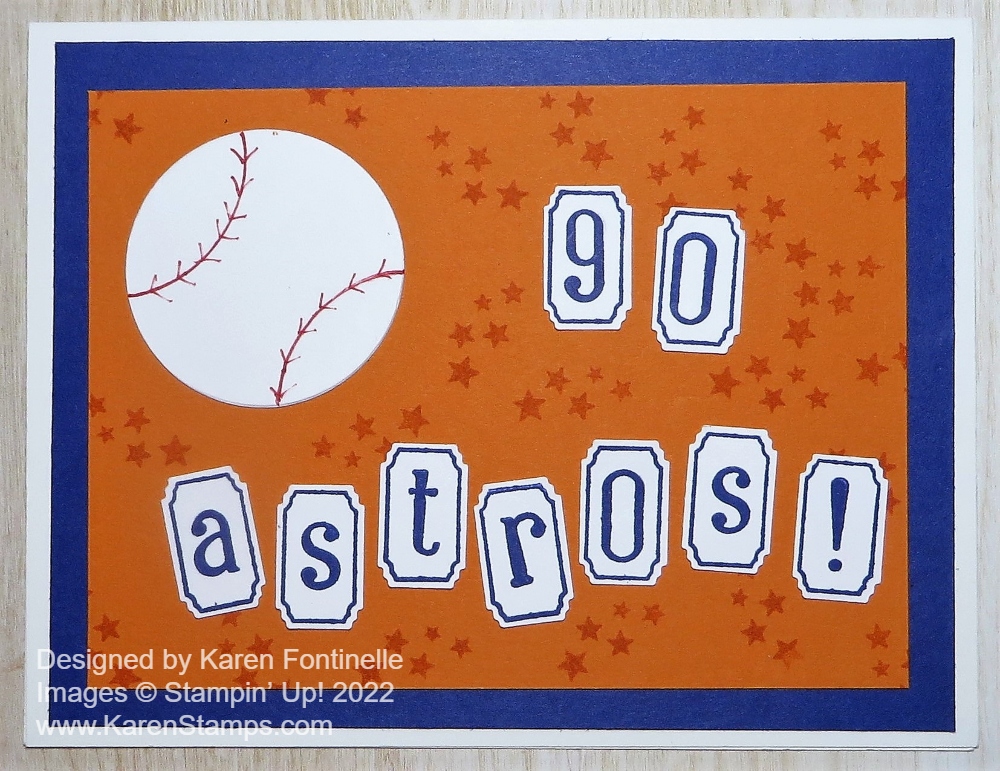 go
astros!
Designed by Karen Fontinelle
Images © Stampin' Up! 2022
www.KarenStamps.com